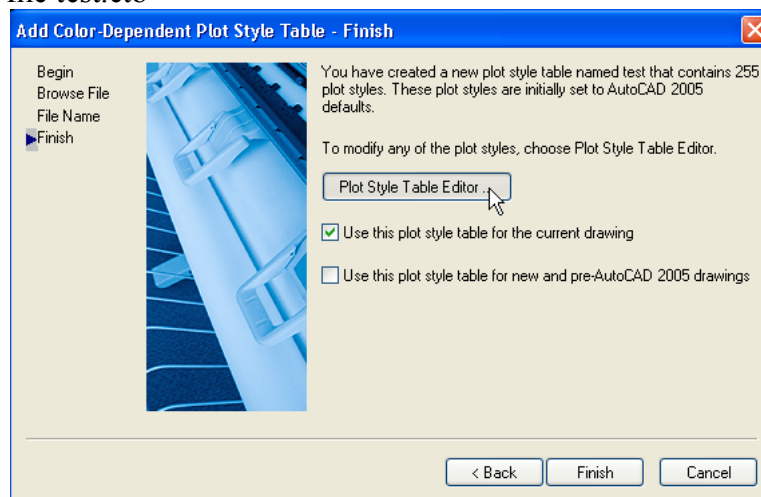 Add Color-Dependent Plot Style Table - Finish
Begin
Browse File
File Name
Finish
You have created a new plot style table named test that contains 255
plot styles. These plot styles are initially set to AutoCAD 2005
defaults.
To modify any of the plot styles, choose Plot Style Table Editor.
Plot Style Table Editor ...
Use this plot style table for the current drawing
Use this plot style table for new and pre-AutoCAD 2005 drawings
< Back
Finish
Cancel